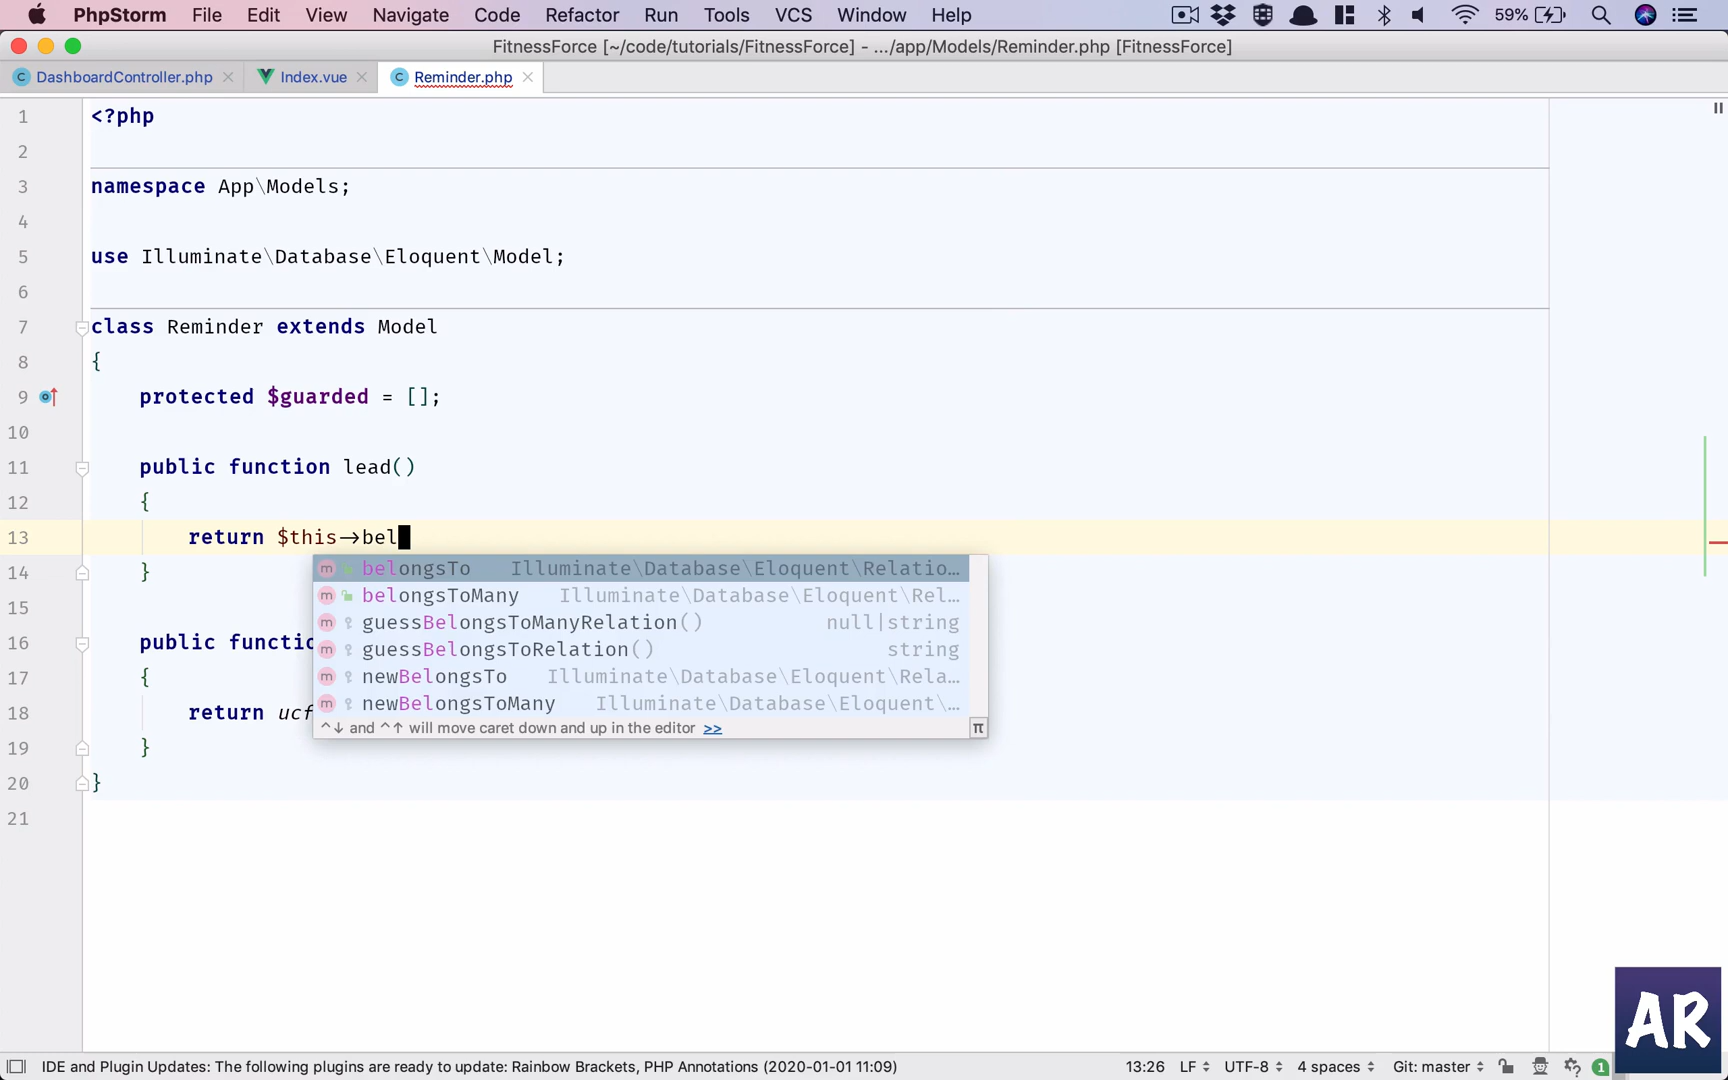 PhpStorm File Edit View Navigate Code Refactor Run Tools VCS Window Help 59%
FitnessForce [~/code/tutorials/FitnessForce] - .../app/Models/Reminder.php [FitnessForce]
C DashboardController.php Index.vue C Reminder.php
1 <?php
2
3 namespace App\Models;
4
5 use Illuminate\Database\Eloquent\Model;
6
7 class Reminder extends Model
8 {
9 protected $guarded = [];
10
11 public function lead()
12 {
13 return $this->bel
m belongsTo Illuminate\Database\Eloquent\Relatio…
14 }
m belongsToMany Illuminate\Database\Eloquent\Rel…
15
m guessBelongsToManyRelation() null|string
16 public functio
m guessBelongsToRelation() string
17 {
m newBelongsTo Illuminate\Database\Eloquent\Rela…
18 return ucf
m newBelongsToMany Illuminate\Database\Eloquent\…
^↓ and ^↑ will move caret down and up in the editor >> π
19 }
20 }
21
AR
IDE and Plugin Updates: The following plugins are ready to update: Rainbow Brackets, PHP Annotations (2020-01-01 11:09) 13:26 LF UTF-8 4 spaces Git: master 1